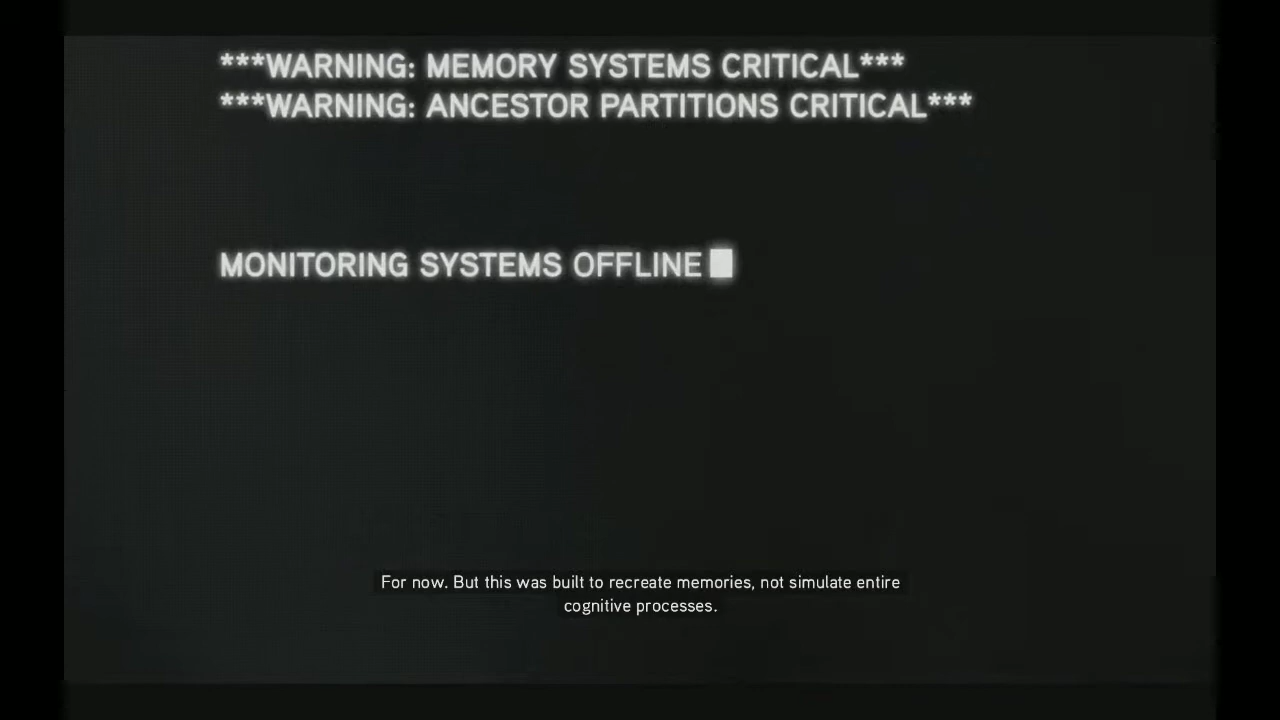 ***WARNING: MEMORY SYSTEMS CRITICAL***
***WARNING: ANCESTOR PARTITIONS CRITICAL***
MONITORING SYSTEMS OFFLINE
For now. But this was built to recreate memories, not simulate entire
cognitive processes.